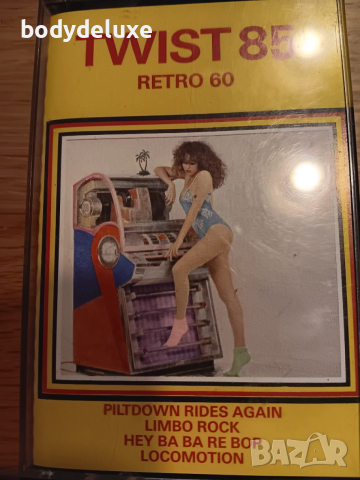 bodydeluxe
TWIST 85
RETRO 60
PILTDOWN RIDES AGAIN
LIMBO ROCK
HEY BA BA RE BOP
LOCOMOTION
BAZAR